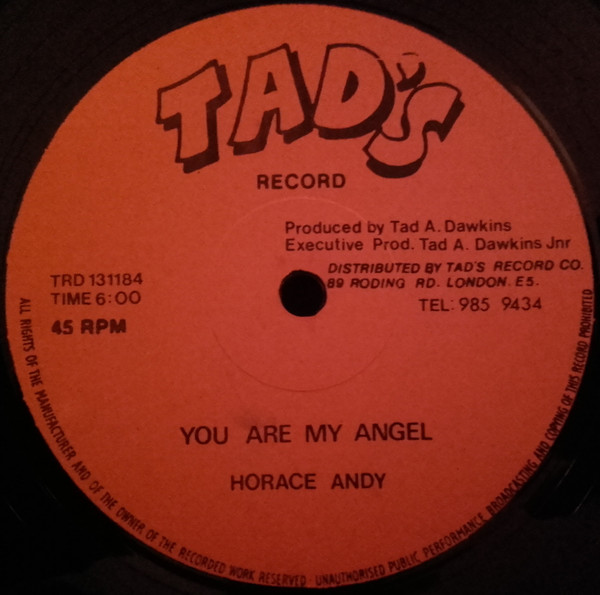 TAD'S
RECORD
Produced by Tad A. Dawkins
Executive Prod. Tad A. Dawkins Jnr
DISTRIBUTED BY TAD'S RECORD CO.
89 RODING RD. LONDON. E5.
TEL: 985 9434
TRD 131184
TIME 6:00
45 RPM
YOU ARE MY ANGEL
HORACE ANDY
ALL RIGHTS OF THE MANUFACTURER AND OF THE OWNER OF THE RECORDED WORK RESERVED · UNAUTHORISED PUBLIC PERFORMANCE BROADCASTING AND COPYING OF THIS RECORD PROHIBITED